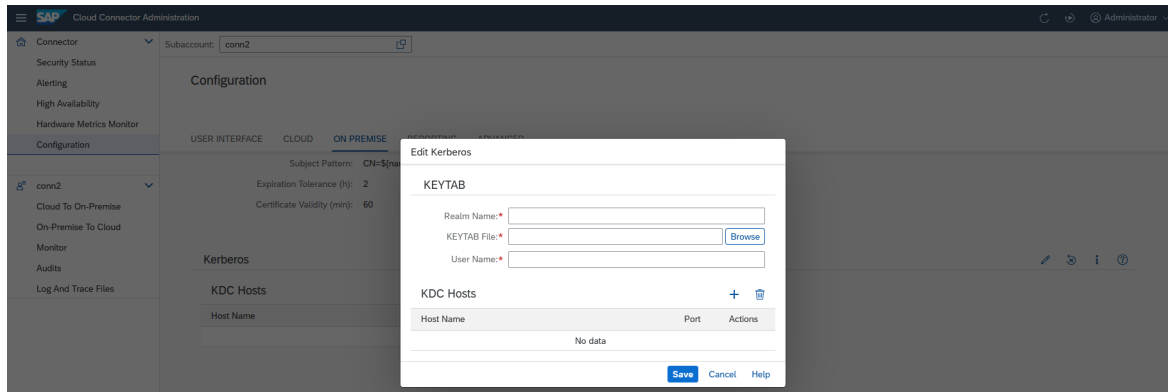 SAP Cloud Connector Administration
Administrator
Connector
Security Status
Alerting
High Availability
Hardware Metrics Monitor
Configuration
conn2
Cloud To On-Premise
On-Premise To Cloud
Monitor
Audits
Log And Trace Files
Subaccount: conn2
Configuration
USER INTERFACE CLOUD ON PREMISE REPORTING ADVANCED
Subject Pattern: CN=${na
Expiration Tolerance (h): 2
Certificate Validity (min): 60
Kerberos
KDC Hosts
Host Name
Edit Kerberos
KEYTAB
Realm Name:*
KEYTAB File:* Browse
User Name:*
KDC Hosts
Host Name Port Actions
No data
Save Cancel Help